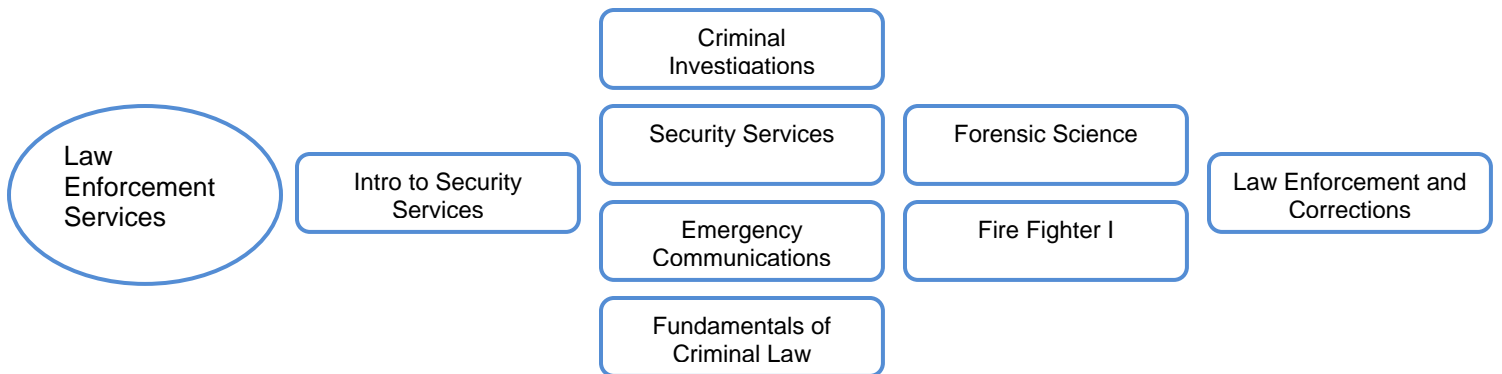 Law
Enforcement
Services
Intro to Security
Services
Criminal
Investigations
Security Services
Emergency
Communications
Fundamentals of
Criminal Law
Forensic Science
Fire Fighter I
Law Enforcement and
Corrections